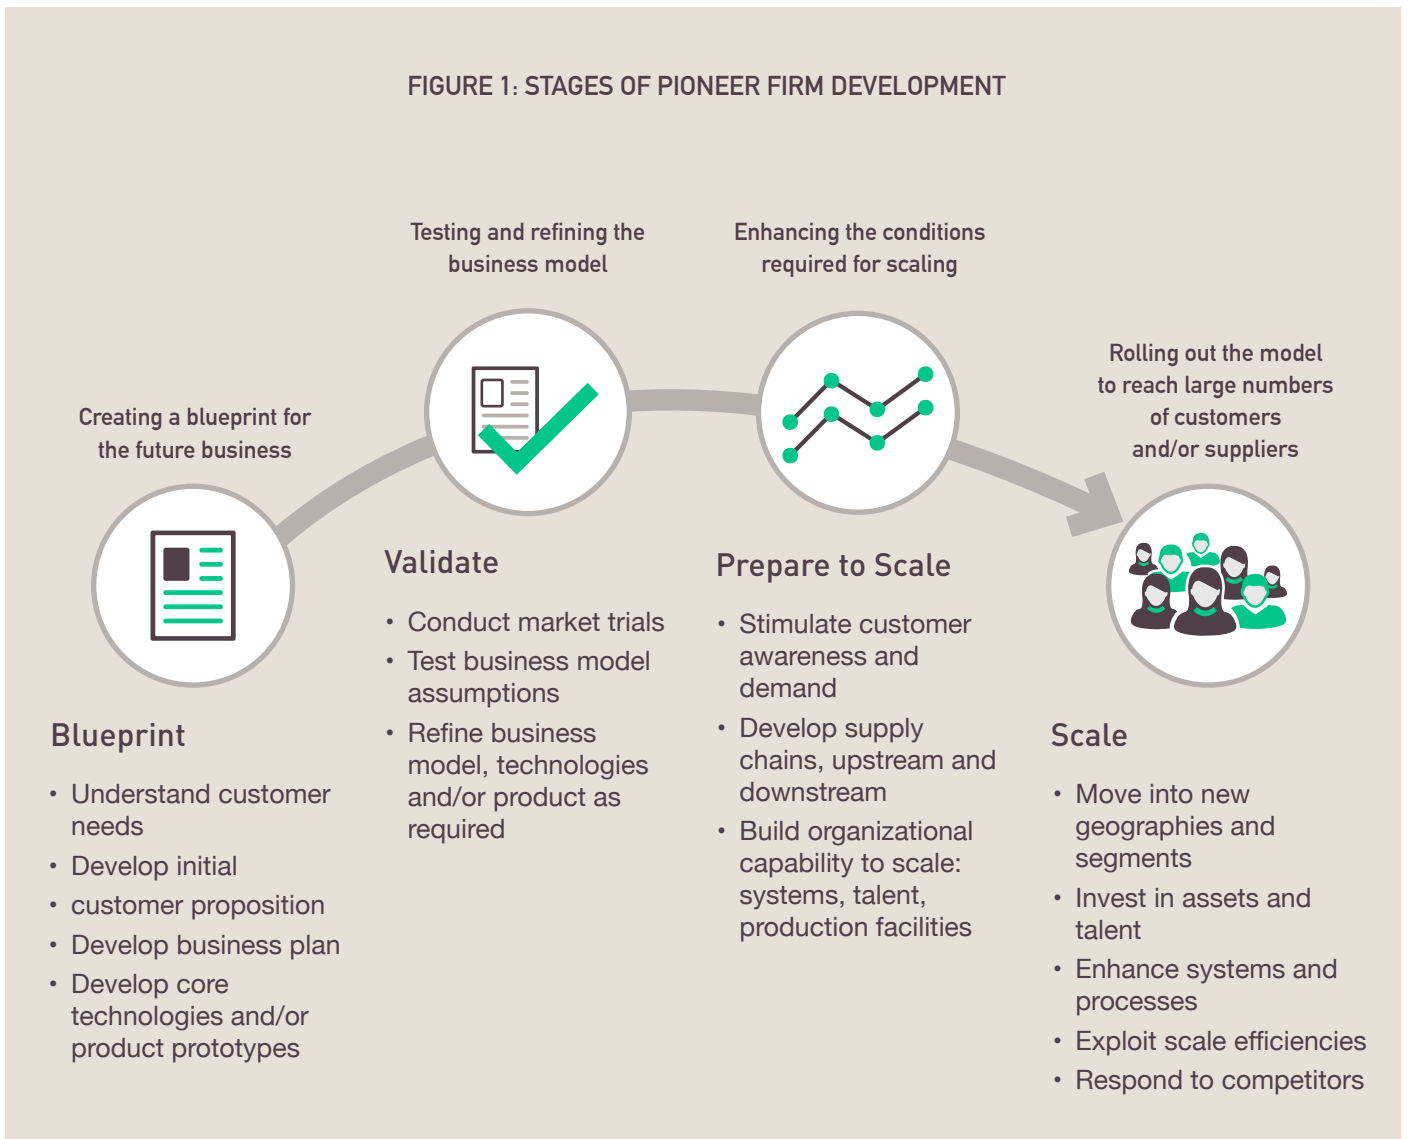 FIGURE 1: STAGES OF PIONEER FIRM DEVELOPMENT
Creating a blueprint for
the future business
Blueprint
• Understand customer
needs
• Develop initial
• customer proposition
• Develop business plan
• Develop core
technologies and/or
product prototypes
Testing and refining the
business model
Validate
• Conduct market trials
• Test business model
assumptions
• Refine business
model, technologies
and/or product as
required
Enhancing the conditions
required for scaling
Prepare to Scale
• Stimulate customer
awareness and
demand
• Develop supply
chains, upstream and
downstream
• Build organizational
capability to scale:
systems, talent,
production facilities
Rolling out the model
to reach large numbers
of customers
and/or suppliers
Scale
• Move into new
geographies and
segments
• Invest in assets and
talent
• Enhance systems and
processes
• Exploit scale efficiencies
• Respond to competitors